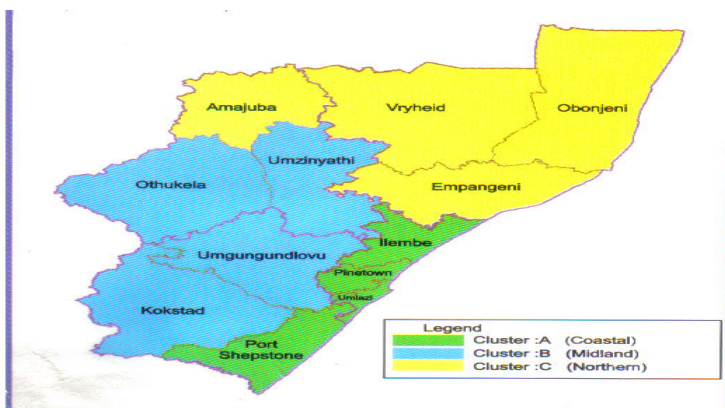 Amajuba
Vryheid
Obonjeni
Umzinyathi
Othukela
Empangeni
Ilembe
Umgungundlovu
Pinetown
Umlazi
Kokstad
Port
Shepstone
Legend
Cluster :A (Coastal)
Cluster :B (Midland)
Cluster :C (Northern)